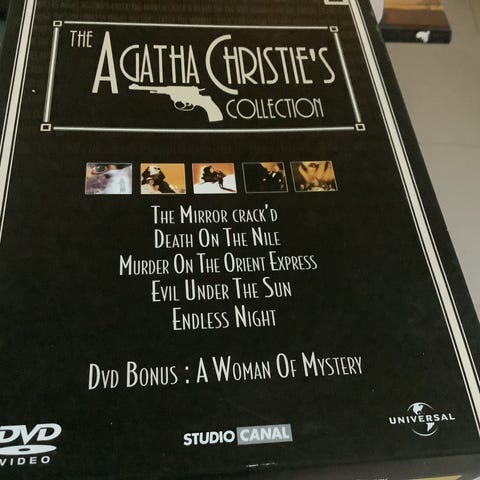 THE
AGATHA CHRISTIE'S
COLLECTION
THE MIRROR CRACK'D
DEATH ON THE NILE
MURDER ON THE ORIENT EXPRESS
EVIL UNDER THE SUN
ENDLESS NIGHT
DVD BONUS : A WOMAN OF MYSTERY
DVD
VIDEO
STUDIO CANAL
UNIVERSAL